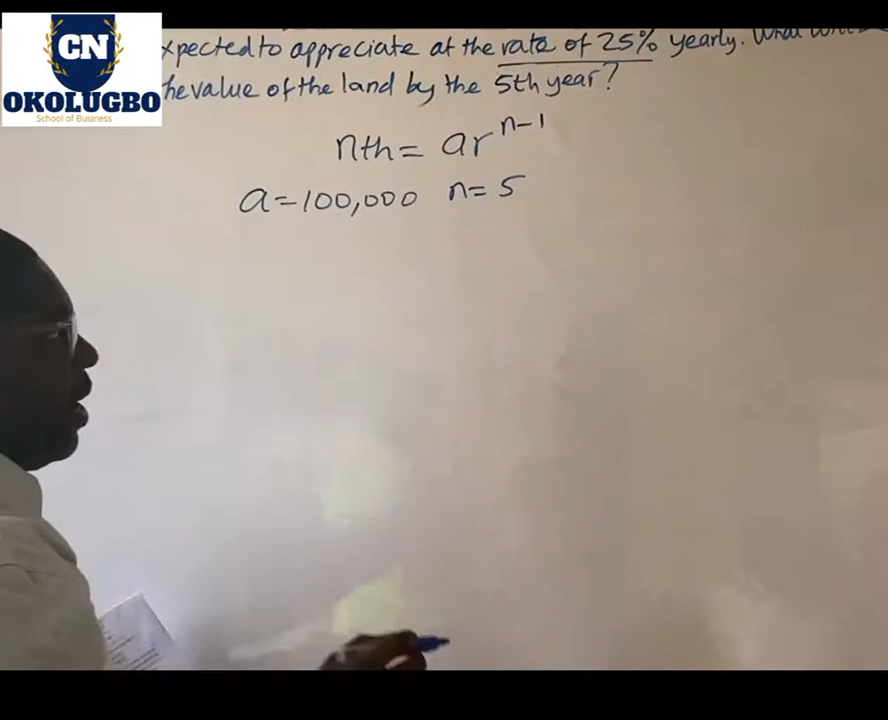 CN
OKOLUGBO
School of Business
xpected to appreciate at the rate of 25% yearly. What
he value of the land by the 5th year?
nth = ar^{n-1}
a = 100,000 n = 5